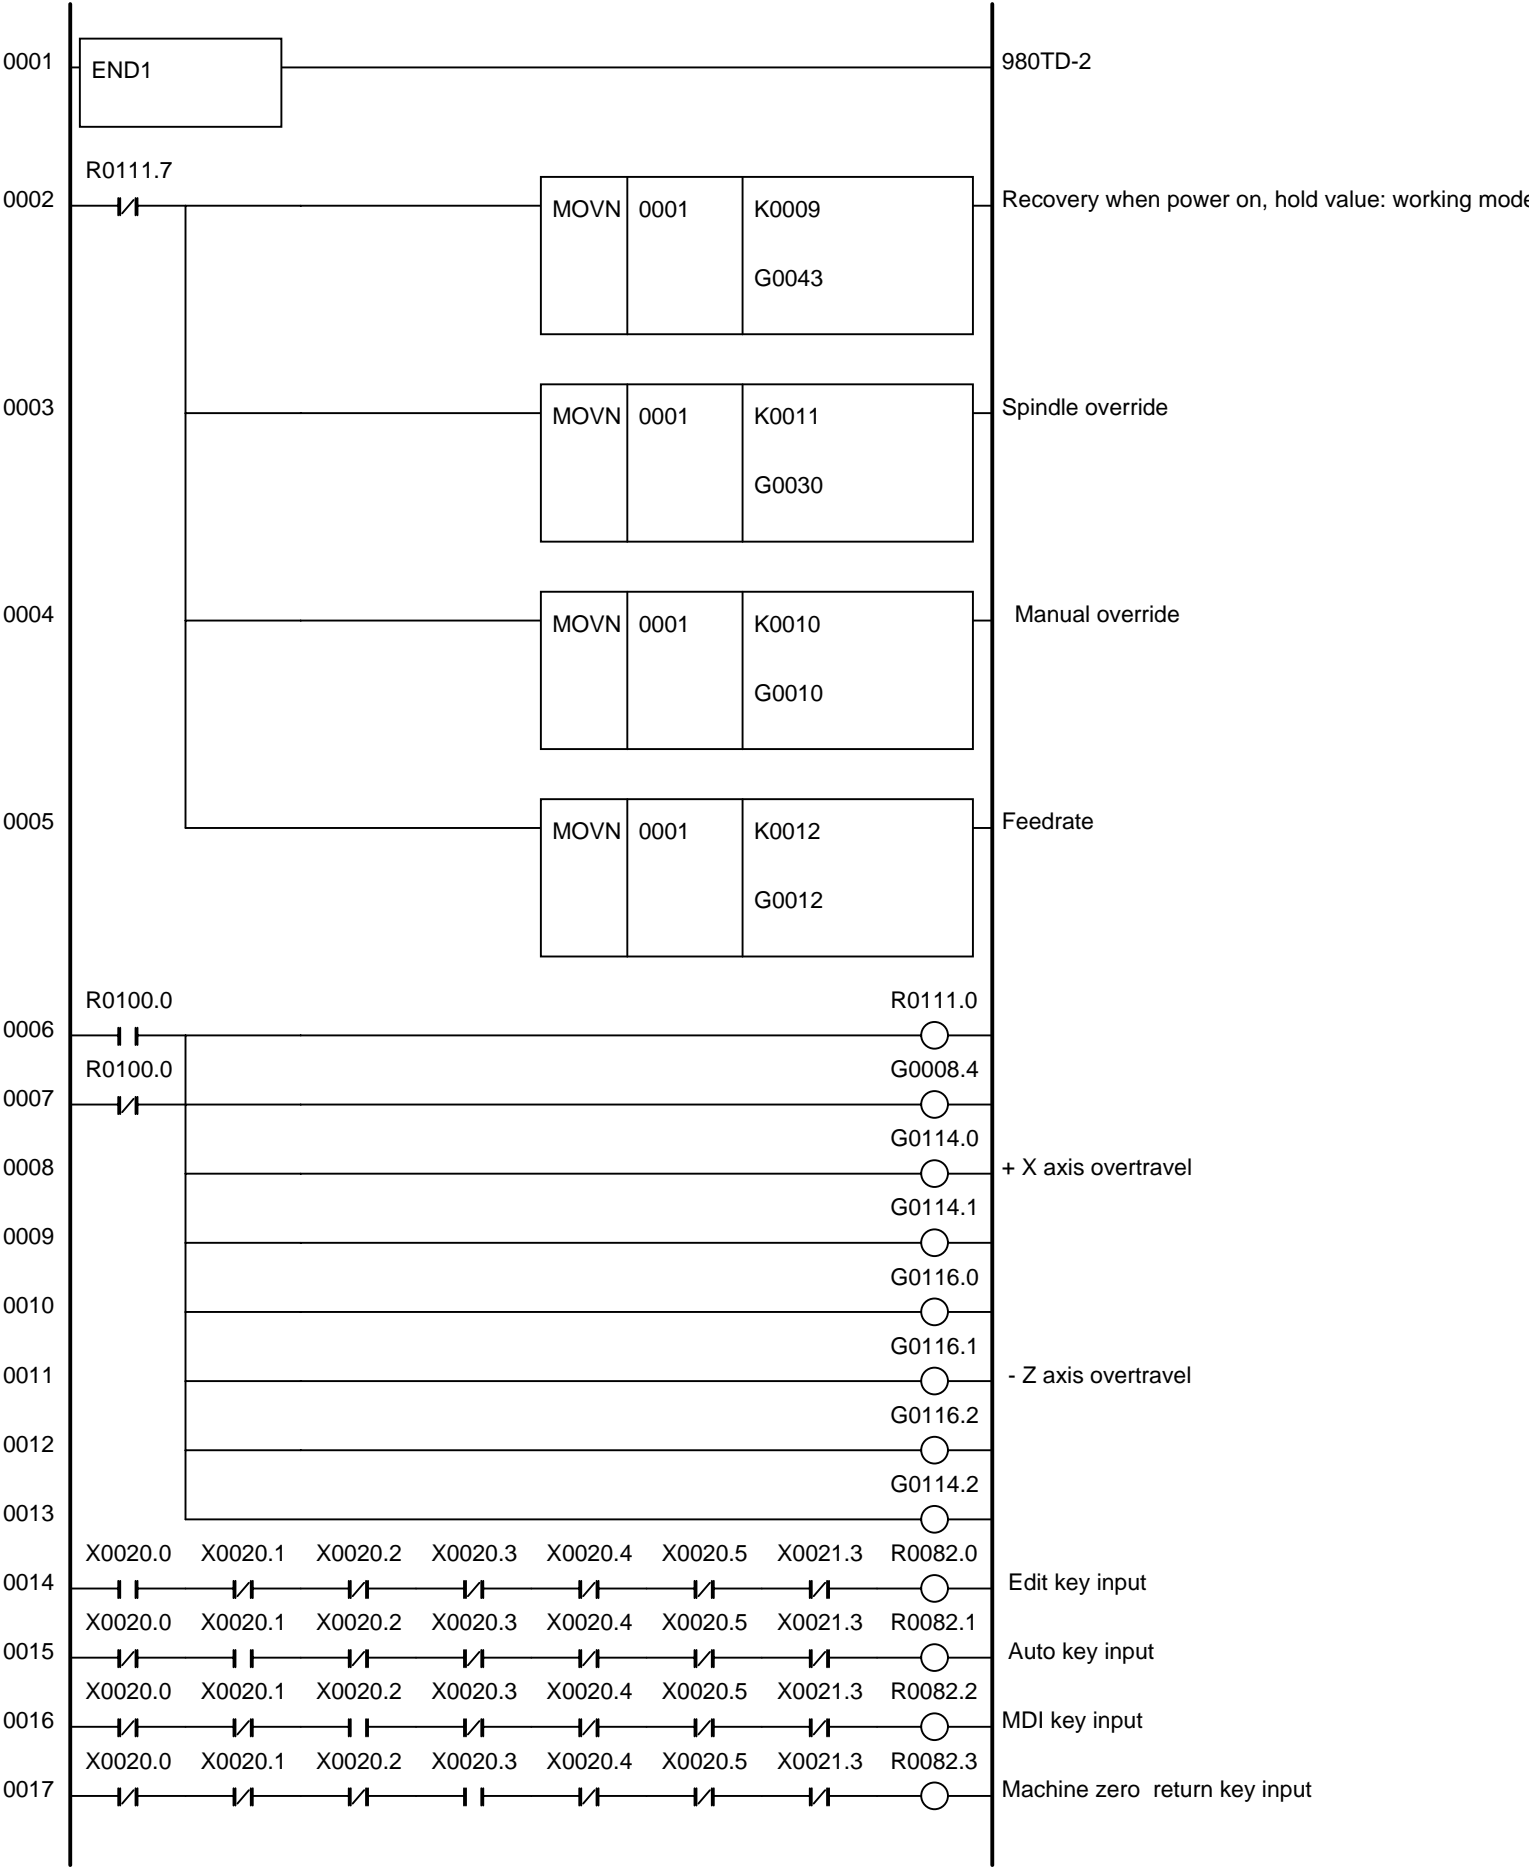 0001 END1 980TD-2
R0111.7
0002 MOVN 0001 K0009 Recovery when power on, hold value: working mode
G0043
0003 MOVN 0001 K0011 Spindle override
G0030
0004 MOVN 0001 K0010 Manual override
G0010
0005 MOVN 0001 K0012 Feedrate
G0012
R0100.0 R0111.0
0006
R0100.0 G0008.4
0007
G0114.0
0008 + X axis overtravel
G0114.1
0009
G0116.0
0010
G0116.1
0011 - Z axis overtravel
G0116.2
0012
G0114.2
0013
X0020.0 X0020.1 X0020.2 X0020.3 X0020.4 X0020.5 X0021.3 R0082.0
0014 Edit key input
X0020.0 X0020.1 X0020.2 X0020.3 X0020.4 X0020.5 X0021.3 R0082.1
0015 Auto key input
X0020.0 X0020.1 X0020.2 X0020.3 X0020.4 X0020.5 X0021.3 R0082.2
0016 MDI key input
X0020.0 X0020.1 X0020.2 X0020.3 X0020.4 X0020.5 X0021.3 R0082.3
0017 Machine zero return key input